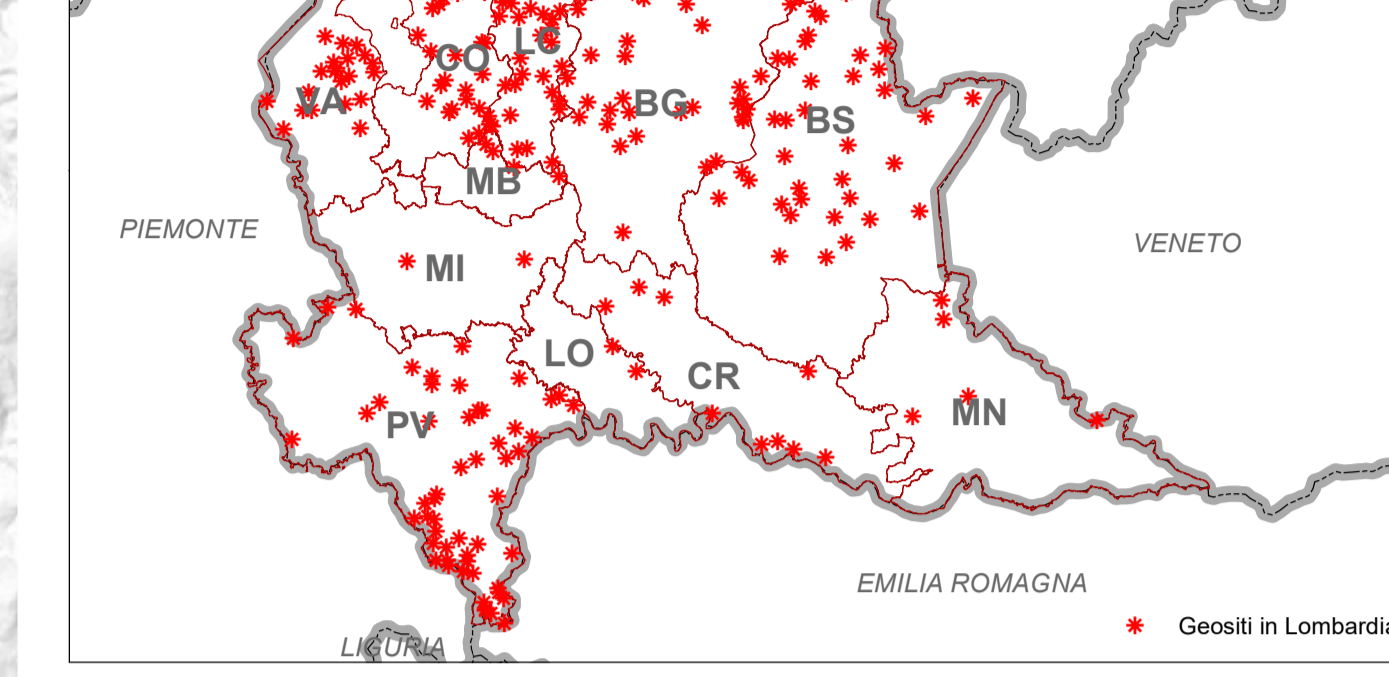 LC
CO
VA
BG
BS
MB
PIEMONTE
VENETO
MI
LO
CR
MN
PV
EMILIA ROMAGNA
Geositi in Lombardia
LIGURIA